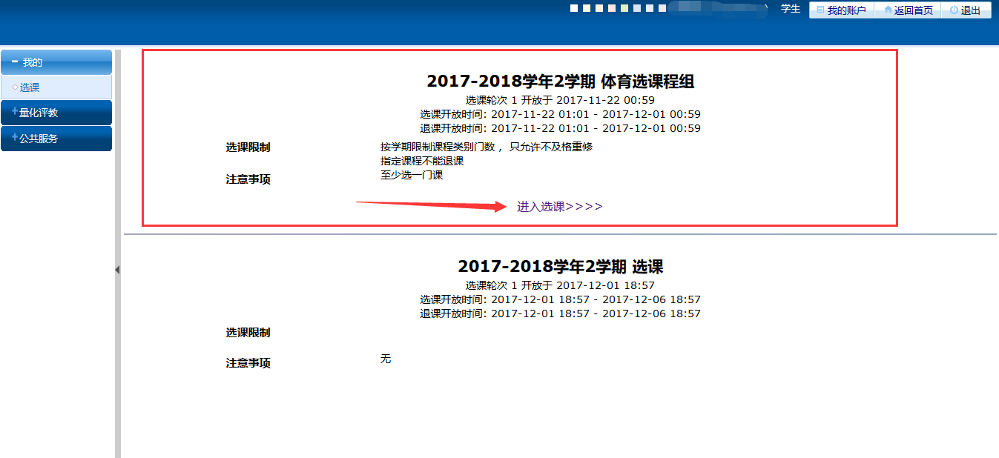 学生 我的账户 返回首页 退出
我的
选课
量化评教
公共服务
2017-2018学年2学期 体育选课程组
选课轮次 1 开放于 2017-11-22 00:59
选课开放时间: 2017-11-22 01:01 - 2017-12-01 00:59
退课开放时间: 2017-11-22 01:01 - 2017-12-01 00:59
选课限制 按学期限制课程类别门数 , 只允许不及格重修
指定课程不能退课
注意事项 至少选一门课
进入选课>>>>
2017-2018学年2学期 选课
选课轮次 1 开放于 2017-12-01 18:57
选课开放时间: 2017-12-01 18:57 - 2017-12-06 18:57
退课开放时间: 2017-12-01 18:57 - 2017-12-06 18:57
选课限制
注意事项 无